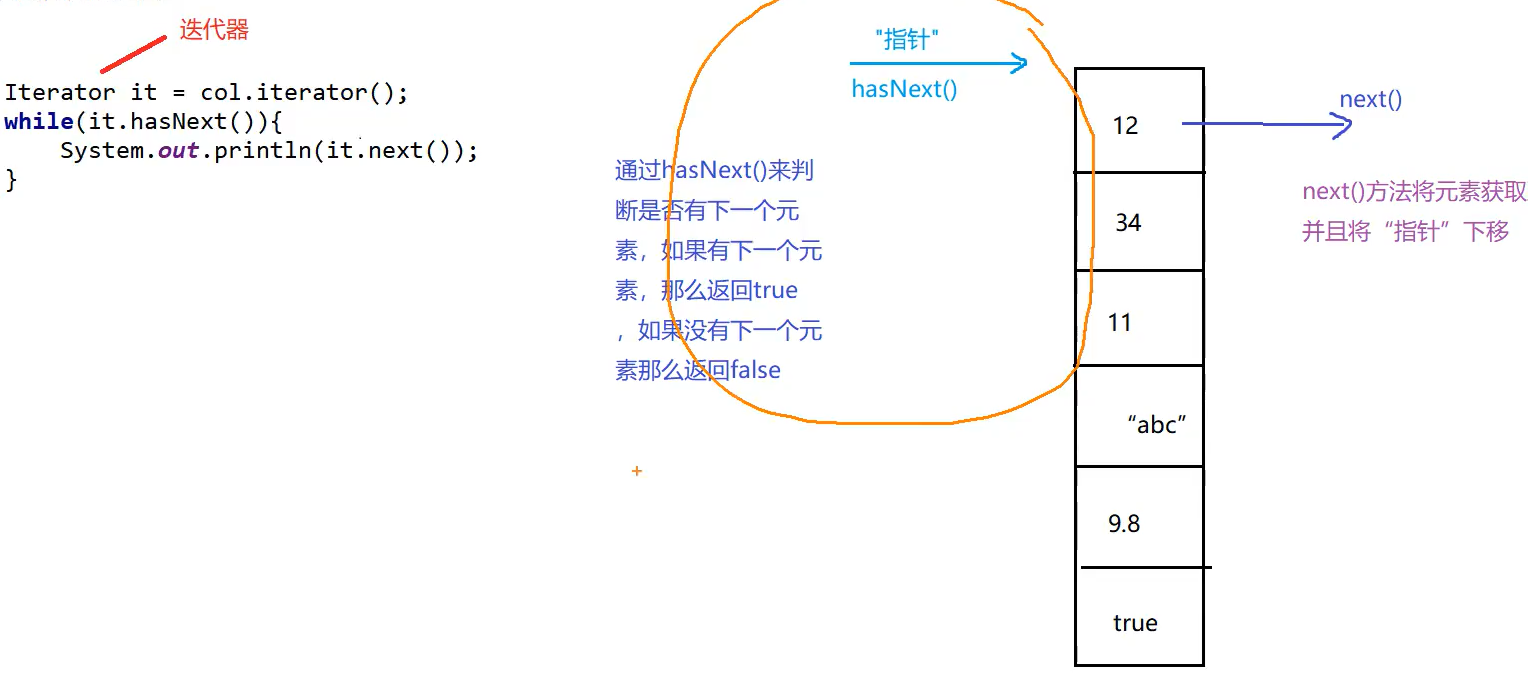 迭代器
Iterator it = col.iterator();
while(it.hasNext()){
    System.out.println(it.next());
}
"指针"
hasNext()
通过hasNext()来判
断是否有下一个元
素，如果有下一个元
素，那么返回true
，如果没有下一个元
素那么返回false
12
34
11
“abc”
9.8
true
next()
next()方法将元素获取
并且将“指针”下移